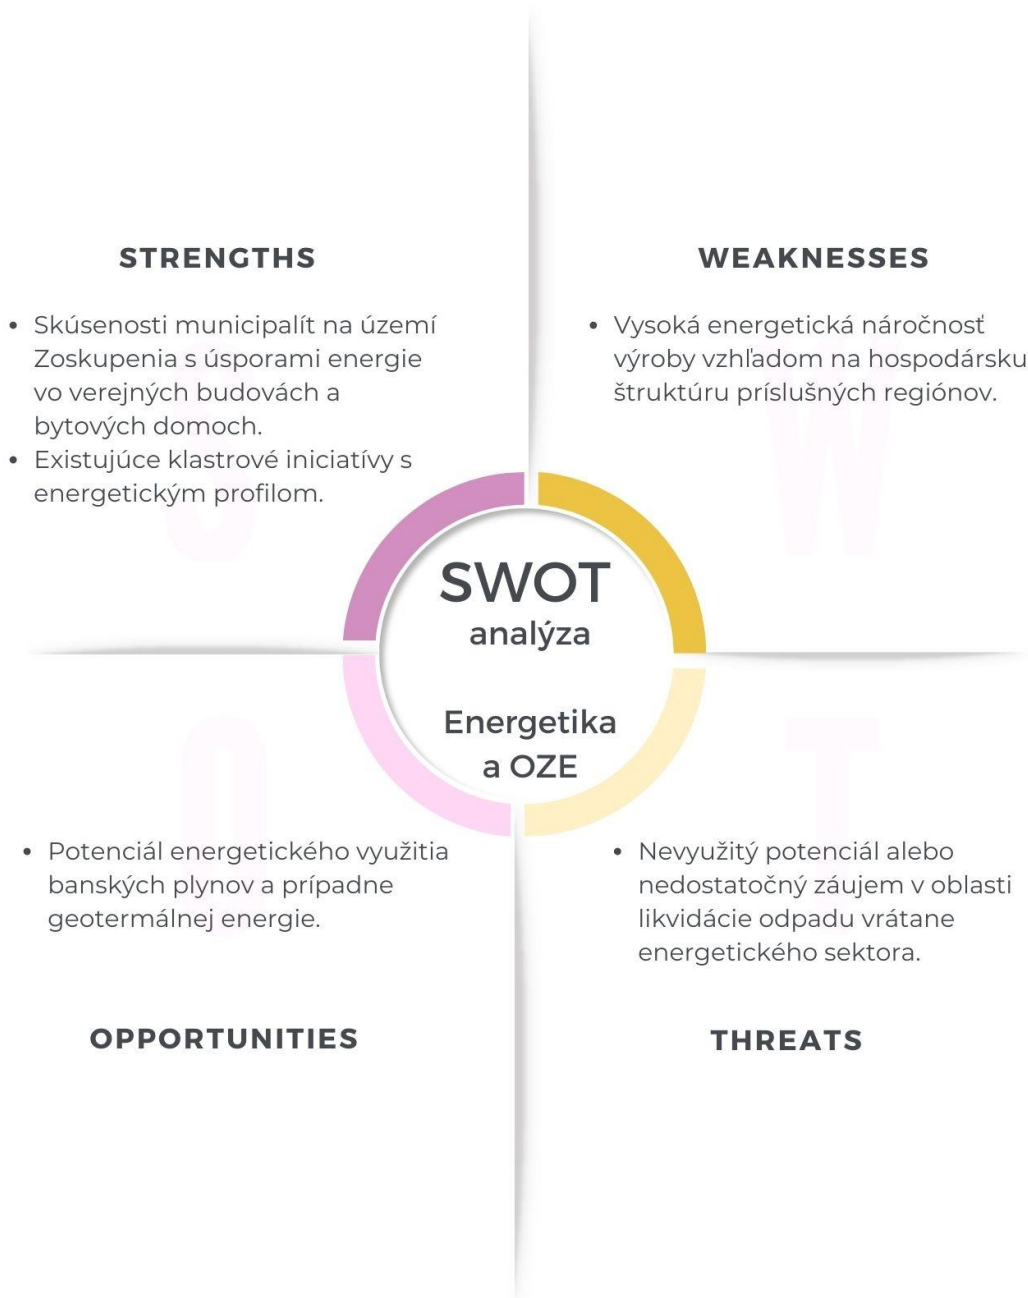 STRENGTHS
• Skúsenosti municipalít na území
Zoskupenia s úsporami energie
vo verejných budovách a
bytových domoch.
• Existujúce klastrové iniciatívy s
energetickým profilom.
S
WEAKNESSES
• Vysoká energetická náročnosť
výroby vzhľadom na hospodársku
štruktúru príslušných regiónov.
W
SWOT
analýza
Energetika
a OZE
O
• Potenciál energetického využitia
banských plynov a prípadne
geotermálnej energie.
OPPORTUNITIES
T
• Nevyužitý potenciál alebo
nedostatočný záujem v oblasti
likvidácie odpadu vrátane
energetického sektora.
THREATS